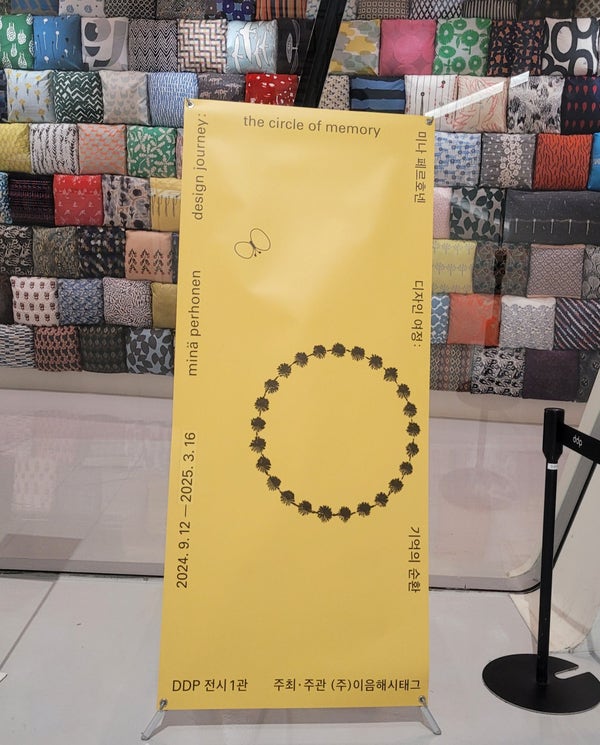 design journey:
the circle of memory
minä perhonen
2024. 9. 12 — 2025. 3. 16
미나 페르호넨
디자인 여정:
기억의 순환
DDP 전시 1관
주최·주관 (주)이음해시태그
ddp